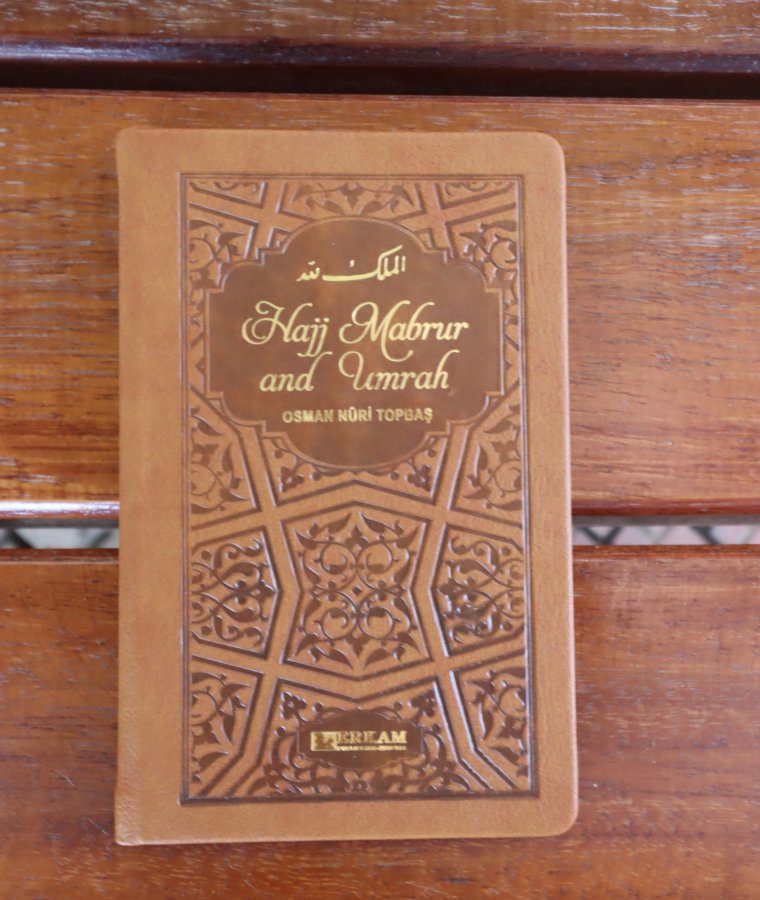 الملك لله
Hajj Mabrur
and Umrah
OSMAN NÛRİ TOPBAŞ
ERKAM